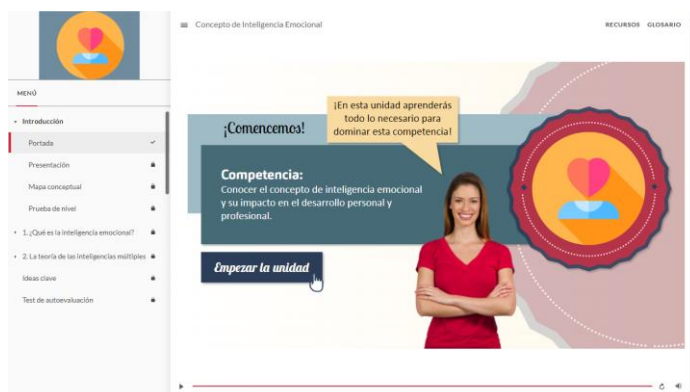 Concepto de Inteligencia Emocional
RECURSOS GLOSARIO
MENÚ
Introducción
Portada
Presentación
Mapa conceptual
Prueba de nivel
1. ¿Qué es la inteligencia emocional?
2. La teoría de las inteligencias múltiples
Ideas clave
Test de autoevaluación
¡Comencemos!
¡En esta unidad aprenderás
todo lo necesario para
dominar esta competencia!
Competencia:
Conocer el concepto de inteligencia emocional
y su impacto en el desarrollo personal y
profesional.
Empezar la unidad